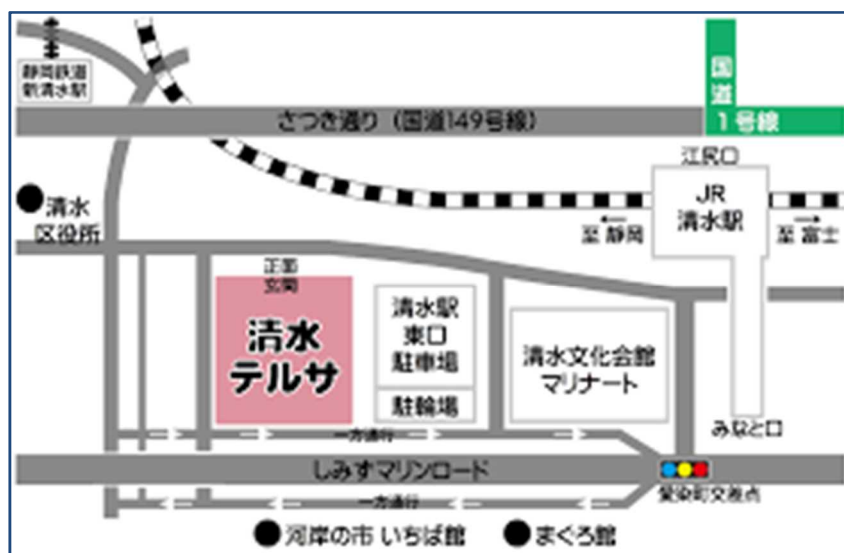 静岡鉄道
新清水駅
国道
1号線
さつき通り（国道149号線）
江尻口
JR
清水駅
至 静岡
至 富士
清水
区役所
正面
玄関
清水
テルサ
清水駅
東口
駐車場
駐輪場
清水文化会館
マリナート
みなと口
一方通行
しみずマリンロード
愛染町交差点
一方通行
河岸の市 いちば館
まぐろ館